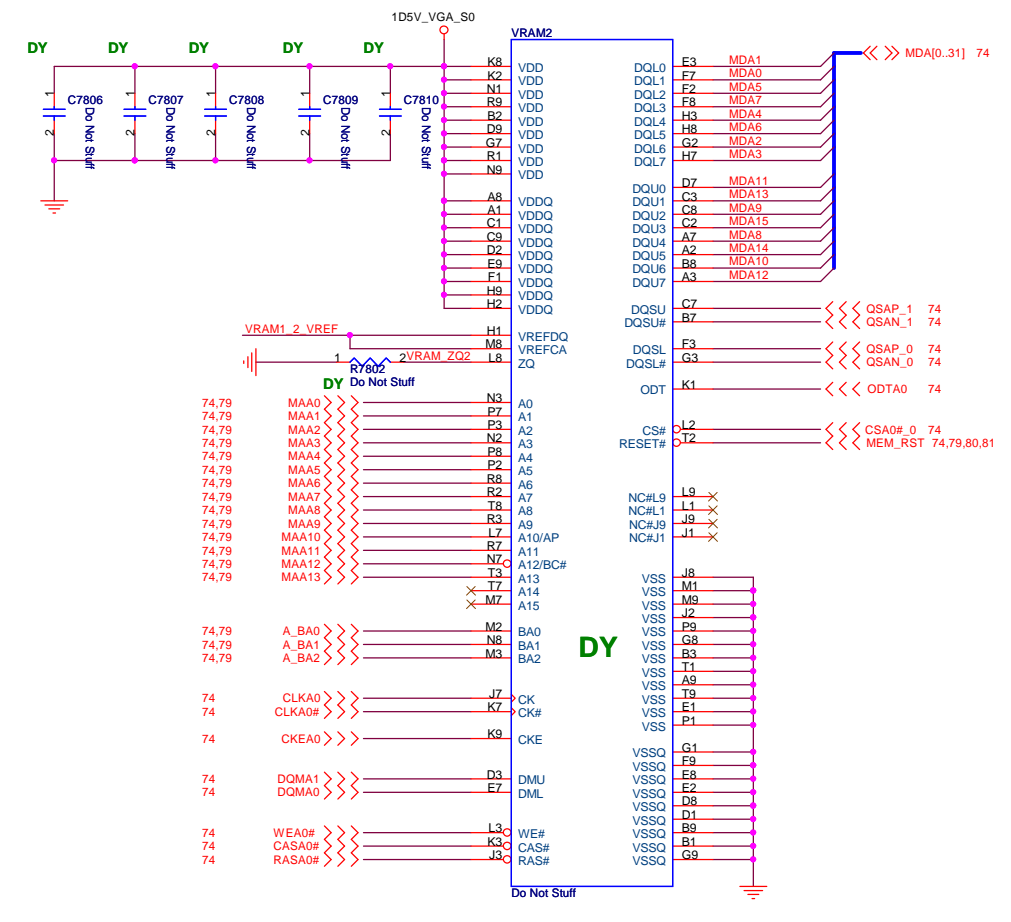 1D5V_VGA_S0
DY DY DY DY DY
VRAM2
C7806 Do Not Stuff 1 2
C7807 Do Not Stuff 1 2
C7808 Do Not Stuff 1 2
C7809 Do Not Stuff 1 2
C7810 Do Not Stuff 1 2
K8 VDD
K2 VDD
N1 VDD
R9 VDD
B2 VDD
D9 VDD
G7 VDD
R1 VDD
N9 VDD
A8 VDDQ
A1 VDDQ
C1 VDDQ
C9 VDDQ
D2 VDDQ
E9 VDDQ
F1 VDDQ
H9 VDDQ
H2 VDDQ
VRAM1_2_VREF
H1 VREFDQ
M8 VREFCA
1 2 VRAM_ZQ2 L8 ZQ
R7802
DY Do Not Stuff
74,79 MAA0 N3 A0
74,79 MAA1 P7 A1
74,79 MAA2 P3 A2
74,79 MAA3 N2 A3
74,79 MAA4 P8 A4
74,79 MAA5 P2 A5
74,79 MAA6 R8 A6
74,79 MAA7 R2 A7
74,79 MAA8 T8 A8
74,79 MAA9 R3 A9
74,79 MAA10 L7 A10/AP
74,79 MAA11 R7 A11
74,79 MAA12 N7 A12/BC#
74,79 MAA13 T3 A13
T7 A14
M7 A15
74,79 A_BA0 M2 BA0
74,79 A_BA1 N8 BA1
74,79 A_BA2 M3 BA2
74 CLKA0 J7 CK
74 CLKA0# K7 CK#
74 CKEA0 K9 CKE
74 DQMA1 D3 DMU
74 DQMA0 E7 DML
74 WEA0# L3 WE#
74 CASA0# K3 CAS#
74 RASA0# J3 RAS#
MDA[0..31] 74
DQL0 E3 MDA1
DQL1 F7 MDA0
DQL2 F2 MDA5
DQL3 F8 MDA7
DQL4 H3 MDA4
DQL5 H8 MDA6
DQL6 G2 MDA2
DQL7 H7 MDA3
DQU0 D7 MDA11
DQU1 C3 MDA13
DQU2 C8 MDA9
DQU3 C2 MDA15
DQU4 A7 MDA8
DQU5 A2 MDA14
DQU6 B8 MDA10
DQU7 A3 MDA12
DQSU C7 QSAP_1 74
DQSU# B7 QSAN_1 74
DQSL F3 QSAP_0 74
DQSL# G3 QSAN_0 74
ODT K1 ODTA0 74
CS# L2 CSA0#_0 74
RESET# T2 MEM_RST 74,79,80,81
NC#L9 L9
NC#L1 L1
NC#J9 J9
NC#J1 J1
VSS J8
VSS M1
VSS M9
VSS J2
VSS P9
VSS G8
VSS B3
VSS T1
VSS A9
VSS T9
VSS E1
VSS P1
DY
VSSQ G1
VSSQ F9
VSSQ E8
VSSQ E2
VSSQ D8
VSSQ D1
VSSQ B9
VSSQ B1
VSSQ G9
Do Not Stuff